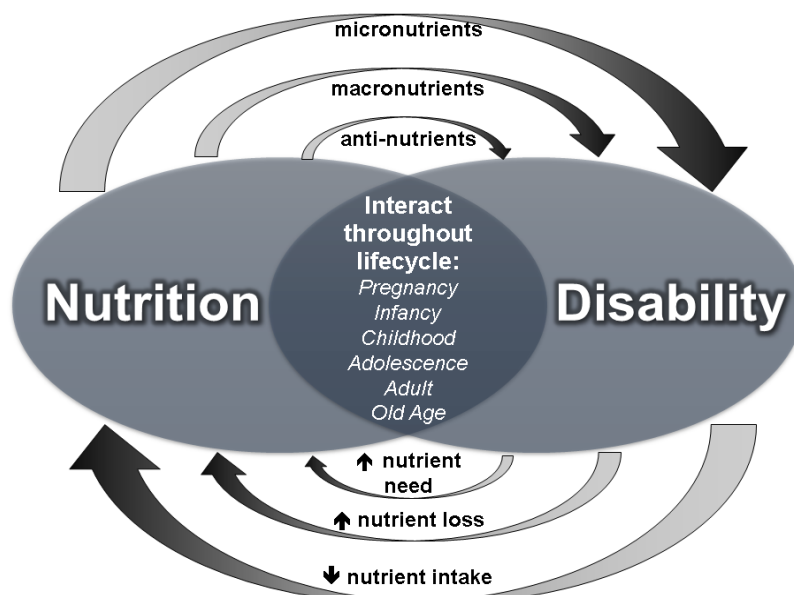 micronutrients
macronutrients
anti-nutrients
Interact
throughout
lifecycle:
Pregnancy
Infancy
Childhood
Adolescence
Adult
Old Age
Nutrition
Disability
🡹 nutrient
need
🡹 nutrient loss
🡻 nutrient intake